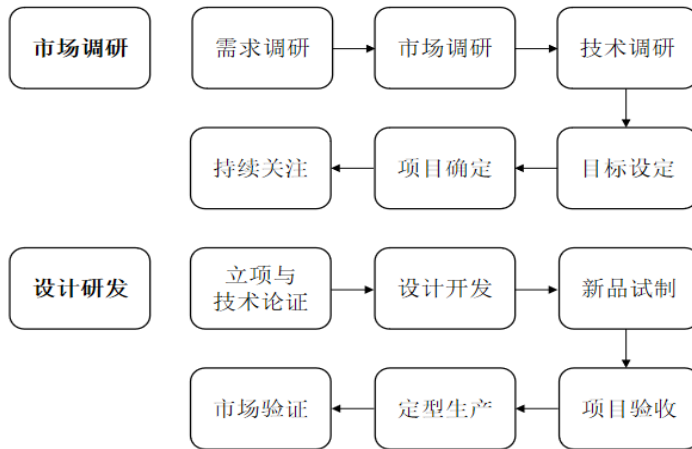 市场调研
需求调研
市场调研
技术调研
持续关注
项目确定
目标设定
设计研发
立项与
技术论证
设计开发
新品试制
市场验证
定型生产
项目验收